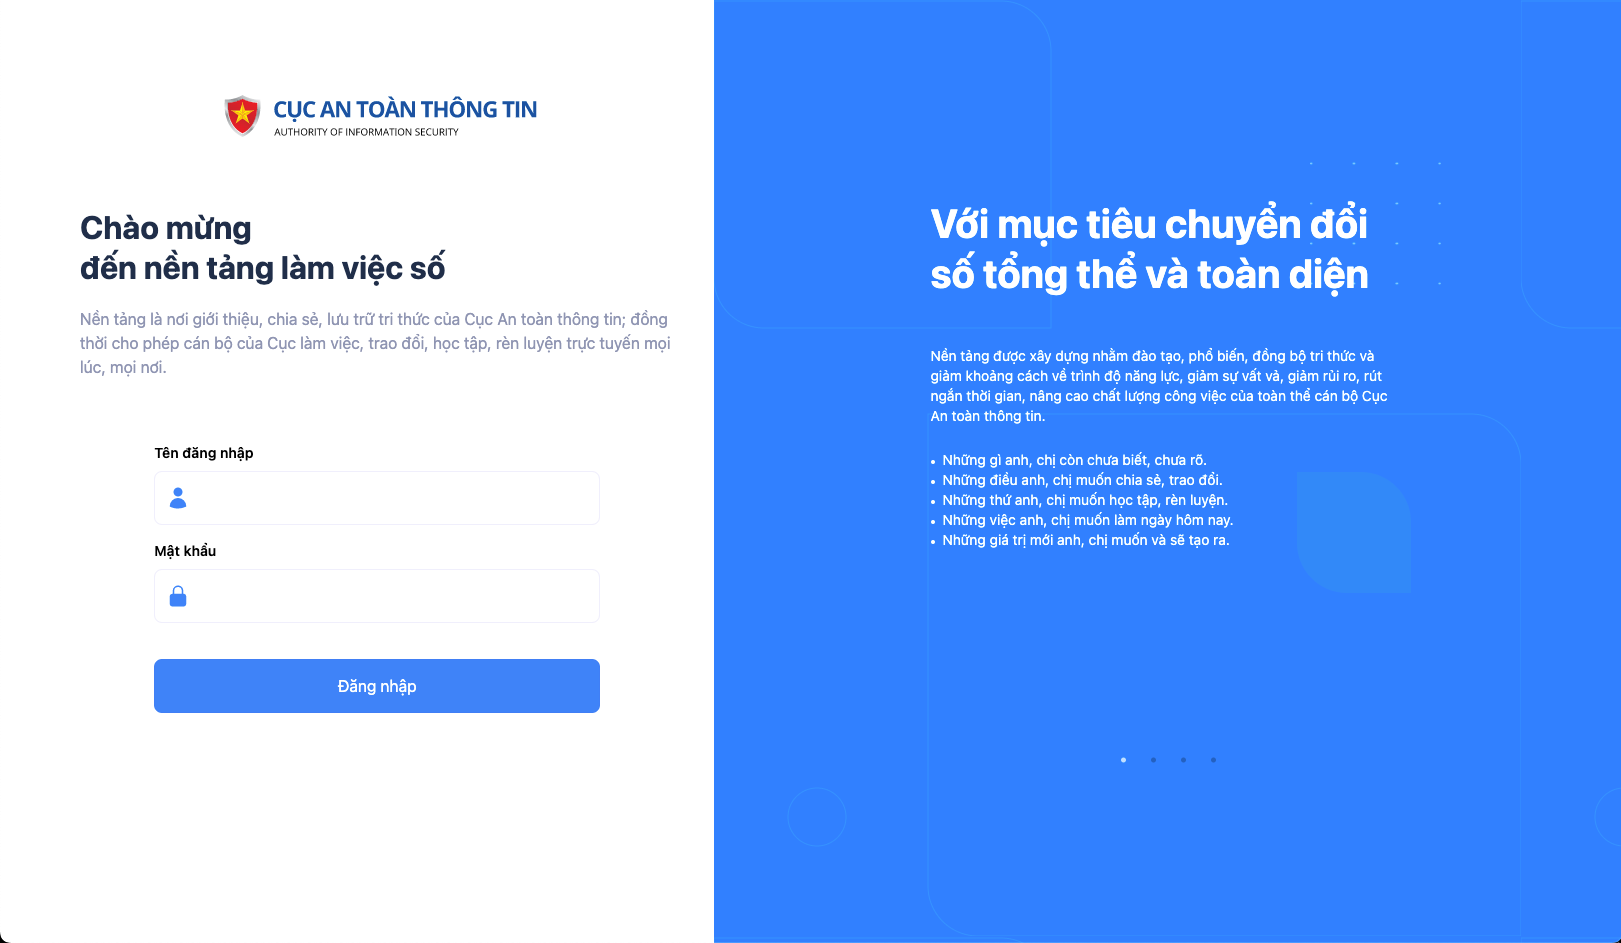 CỤC AN TOÀN THÔNG TIN
AUTHORITY OF INFORMATION SECURITY
Chào mừng
đến nền tảng làm việc số
Nền tảng là nơi giới thiệu, chia sẻ, lưu trữ tri thức của Cục An toàn thông tin; đồng
thời cho phép cán bộ của Cục làm việc, trao đổi, học tập, rèn luyện trực tuyến mọi
lúc, mọi nơi.
Tên đăng nhập
Mật khẩu
Đăng nhập
Với mục tiêu chuyển đổi
số tổng thể và toàn diện
Nền tảng được xây dựng nhằm đào tạo, phổ biến, đồng bộ tri thức và
giảm khoảng cách về trình độ năng lực, giảm sự vất vả, giảm rủi ro, rút
ngắn thời gian, nâng cao chất lượng công việc của toàn thể cán bộ Cục
An toàn thông tin.
• Những gì anh, chị còn chưa biết, chưa rõ.
• Những điều anh, chị muốn chia sẻ, trao đổi.
• Những thứ anh, chị muốn học tập, rèn luyện.
• Những việc anh, chị muốn làm ngày hôm nay.
• Những giá trị mới anh, chị muốn và sẽ tạo ra.